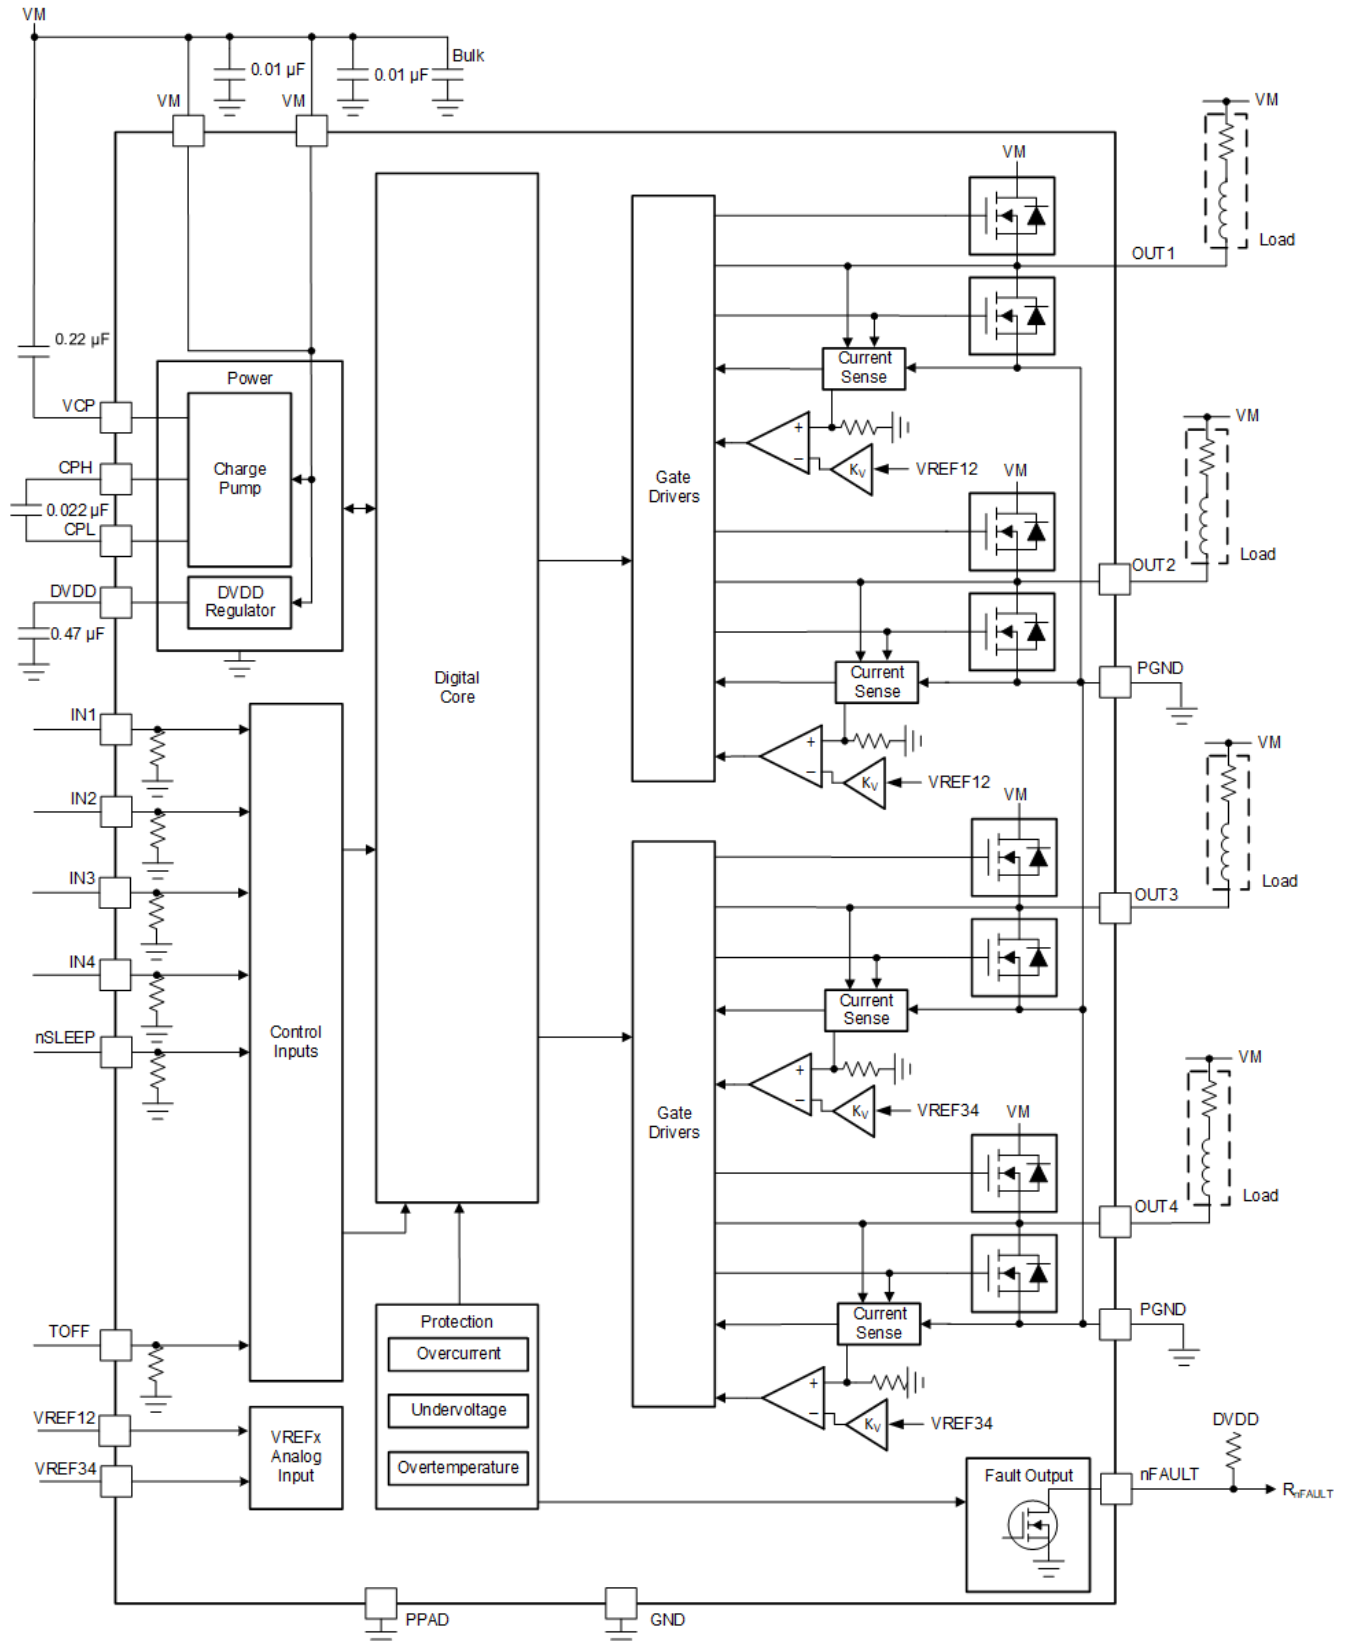 VM
0.01 µF
0.01 µF
Bulk
VM
VM
VM
VM
OUT1
Load
0.22 µF
Power
Current
Sense
VCP
CPH
Charge
Pump
0.022 µF
CPL
Gate
Drivers
KV
VREF12
VM
VM
OUT2
Load
DVDD
DVDD
Regulator
0.47 µF
Digital
Core
Current
Sense
PGND
IN1
IN2
IN3
IN4
nSLEEP
Control
Inputs
KV
VREF12
VM
VM
OUT3
Load
Current
Sense
Gate
Drivers
KV
VREF34
VM
VM
OUT4
Load
Current
Sense
PGND
TOFF
Protection
Overcurrent
Undervoltage
Overtemperature
VREF12
VREF34
VREFx
Analog
Input
KV
VREF34
DVDD
Fault Output
nFAULT
RnFAULT
PPAD
GND